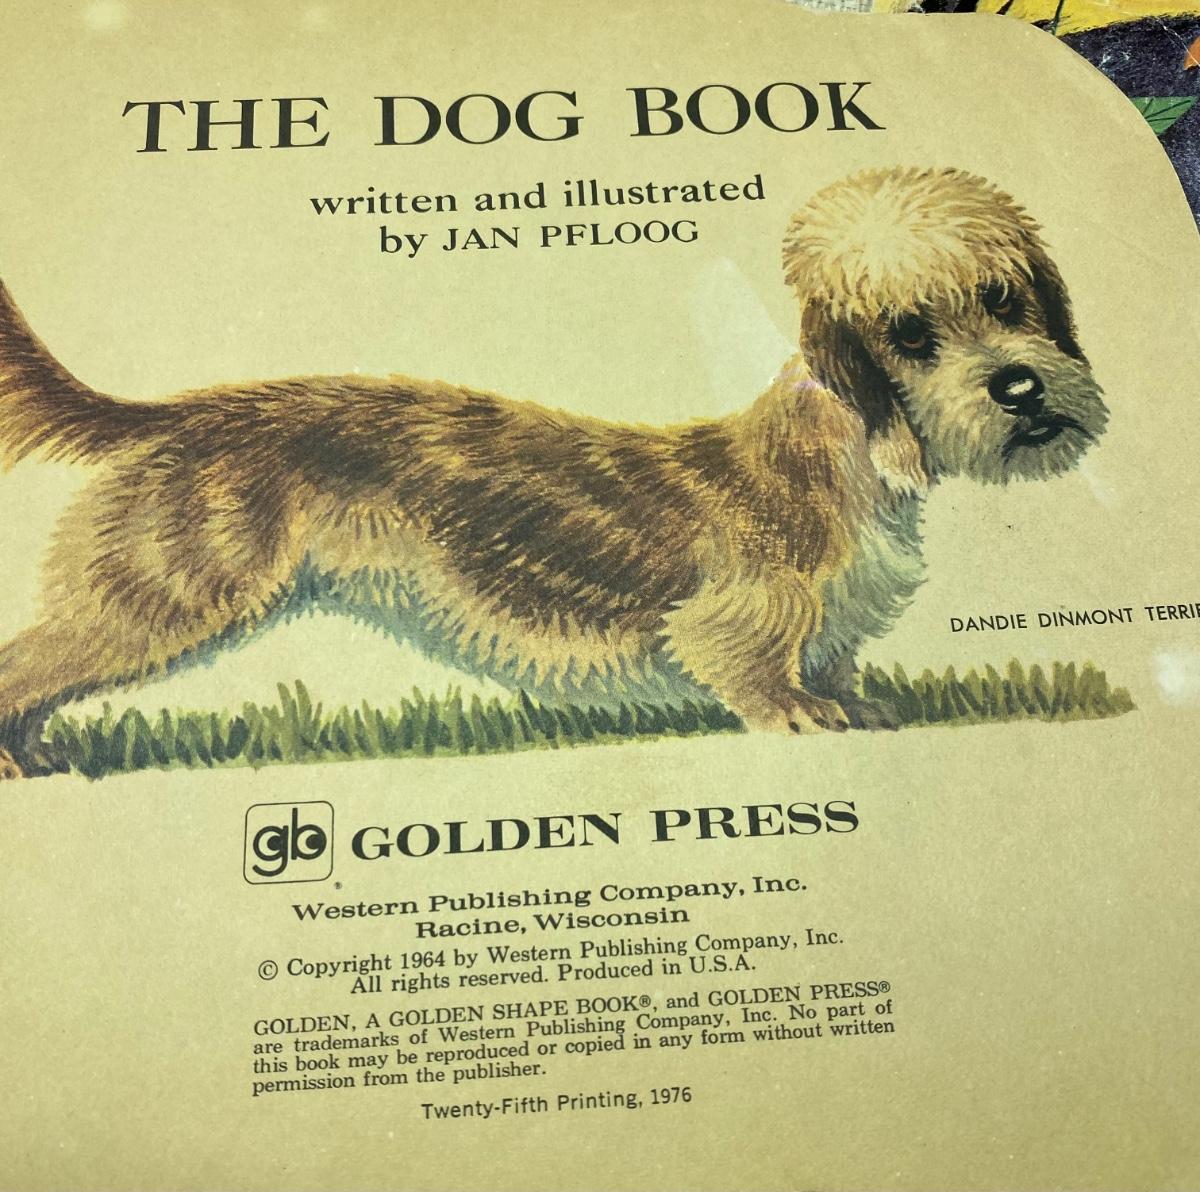 THE DOG BOOK
written and illustrated
by JAN PFLOOG
DANDIE DINMONT
gb GOLDEN PRESS
®
Western Publishing Company, Inc.
Racine, Wisconsin
© Copyright 1964 by Western Publishing Company, Inc.
All rights reserved. Produced in U.S.A.
GOLDEN, A GOLDEN SHAPE BOOK®, and GOLDEN PRESS®
are trademarks of Western Publishing Company, Inc. No part of
this book may be reproduced or copied in any form without written
permission from the publisher.
Twenty-Fifth Printing, 1976